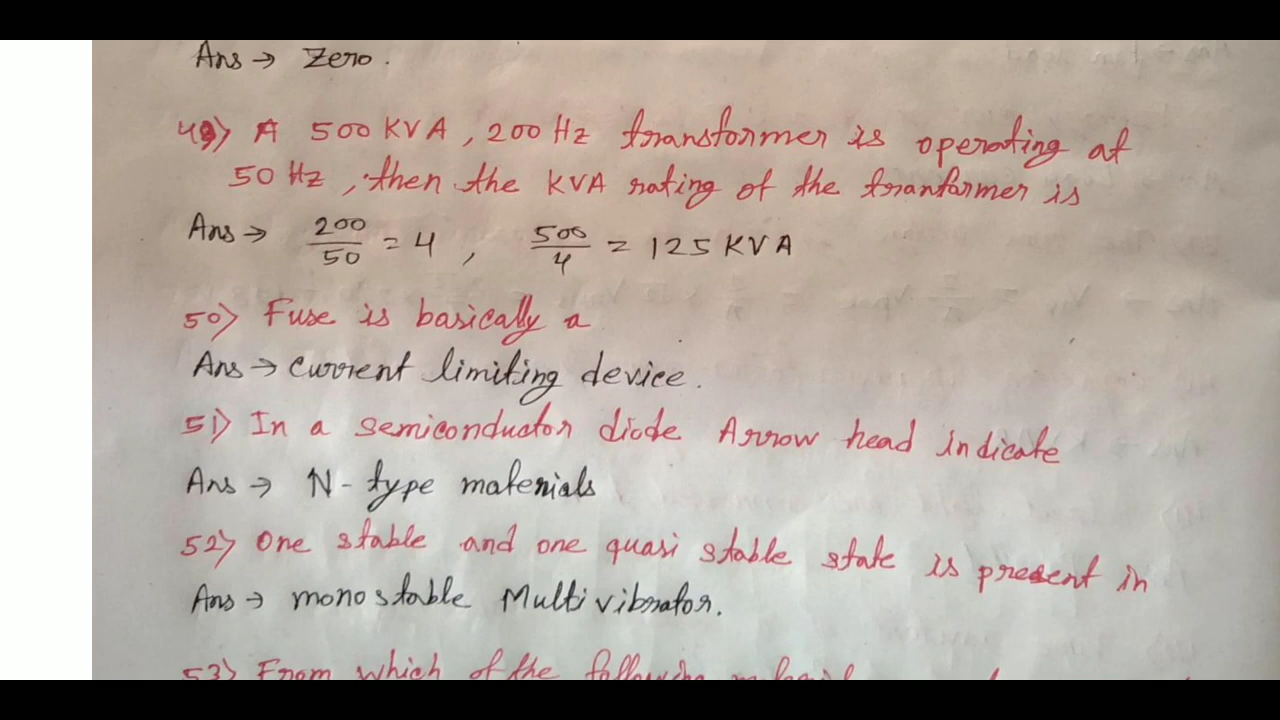 Ans → Zero.
49) A 500 KVA, 200 Hz transformer is operating at
50 Hz, then the KVA rating of the tranformer is
Ans → 200/50 = 4, 500/4 = 125 KVA
50) Fuse is basically a
Ans → current limiting device.
51) In a semiconductor diode Arrow head indicate
Ans → N-type materials
52) One stable and one quasi stable state is present in
Ans → monostable Multivibrator.
53) From which of the following